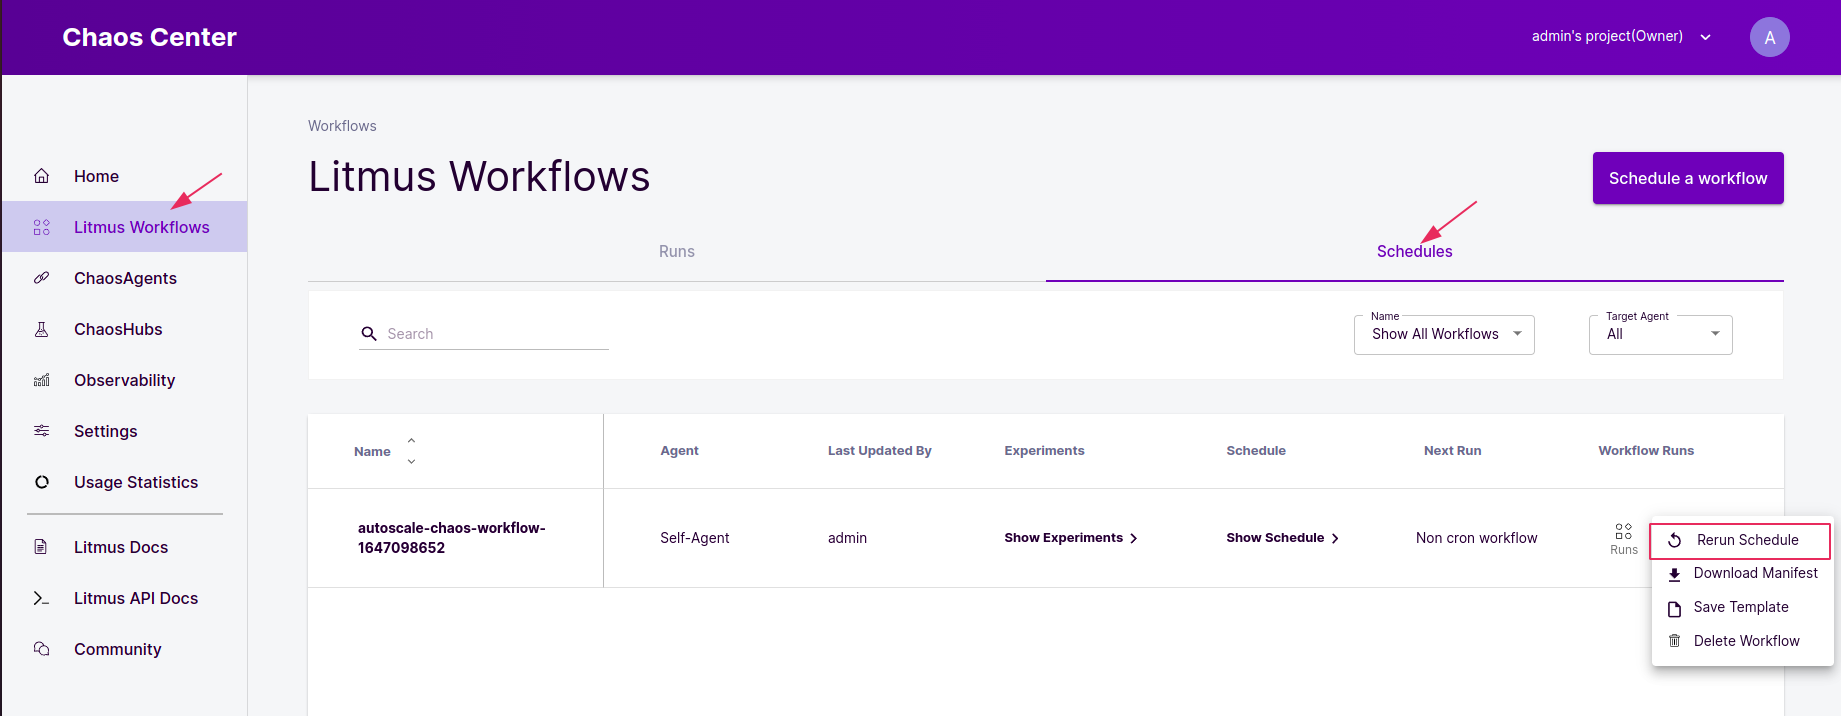 Chaos Center
admin's project(Owner)
A
Home
Litmus Workflows
ChaosAgents
ChaosHubs
Observability
Settings
Usage Statistics
Litmus Docs
Litmus API Docs
Community
Workflows
Litmus Workflows
Schedule a workflow
Runs
Schedules
Search
Name
Show All Workflows
Target Agent
All
Name
Agent
Last Updated By
Experiments
Schedule
Next Run
Workflow Runs
autoscale-chaos-workflow-
1647098652
Self-Agent
admin
Show Experiments
Show Schedule
Non cron workflow
Runs
Rerun Schedule
Download Manifest
Save Template
Delete Workflow